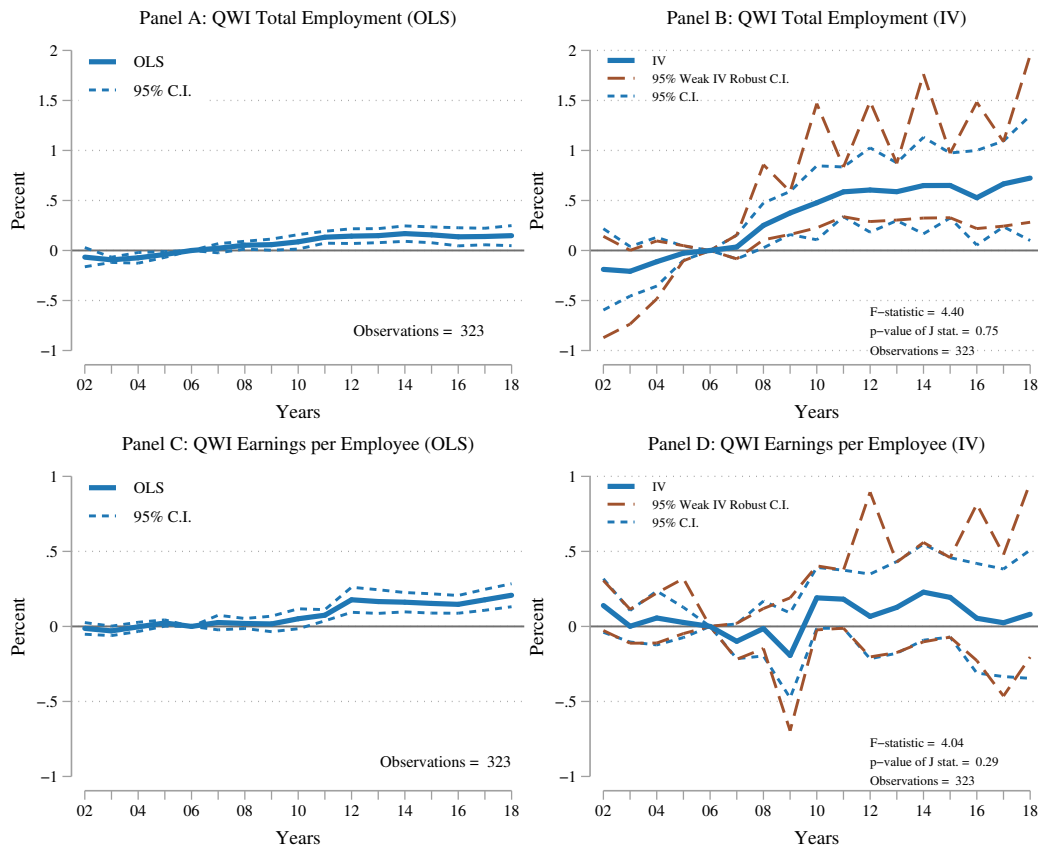 Panel A: QWI Total Employment (OLS)
2
1.5
1
.5
0
−.5
−1
Percent
OLS
95% C.I.
Observations = 323
02 04 06 08 10 12 14 16 18
Years
Panel B: QWI Total Employment (IV)
2
1.5
1
.5
0
−.5
−1
Percent
IV
95% Weak IV Robust C.I.
95% C.I.
F−statistic = 4.40
p−value of J stat. = 0.75
Observations = 323
02 04 06 08 10 12 14 16 18
Years
Panel C: QWI Earnings per Employee (OLS)
1
.5
0
−.5
−1
Percent
OLS
95% C.I.
Observations = 323
02 04 06 08 10 12 14 16 18
Years
Panel D: QWI Earnings per Employee (IV)
1
.5
0
−.5
−1
Percent
IV
95% Weak IV Robust C.I.
95% C.I.
F−statistic = 4.04
p−value of J stat. = 0.29
Observations = 323
02 04 06 08 10 12 14 16 18
Years